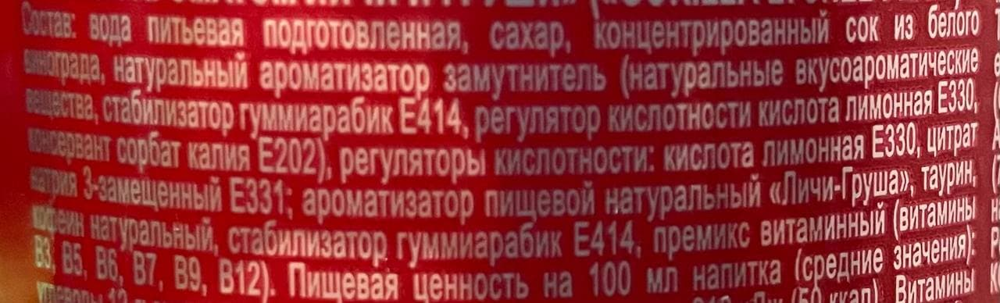 Состав: вода питьевая подготовленная, сахар, концентрированный сок из белого
винограда, натуральный ароматизатор замутнитель (натуральные вкусоароматические
вещества, стабилизатор гуммиарабик Е414, регулятор кислотности кислота лимонная Е330,
консервант сорбат калия Е202), регуляторы кислотности: кислота лимонная Е330, цитрат
натрия 3-замещенный Е331; ароматизатор пищевой натуральный «Личи-Груша», таурин,
кофеин натуральный, стабилизатор гуммиарабик Е414, премикс витаминный (витамины
В3, В5, В6, В7, В9, В12). Пищевая ценность на 100 мл напитка (средние значения):
ккал). Витамины